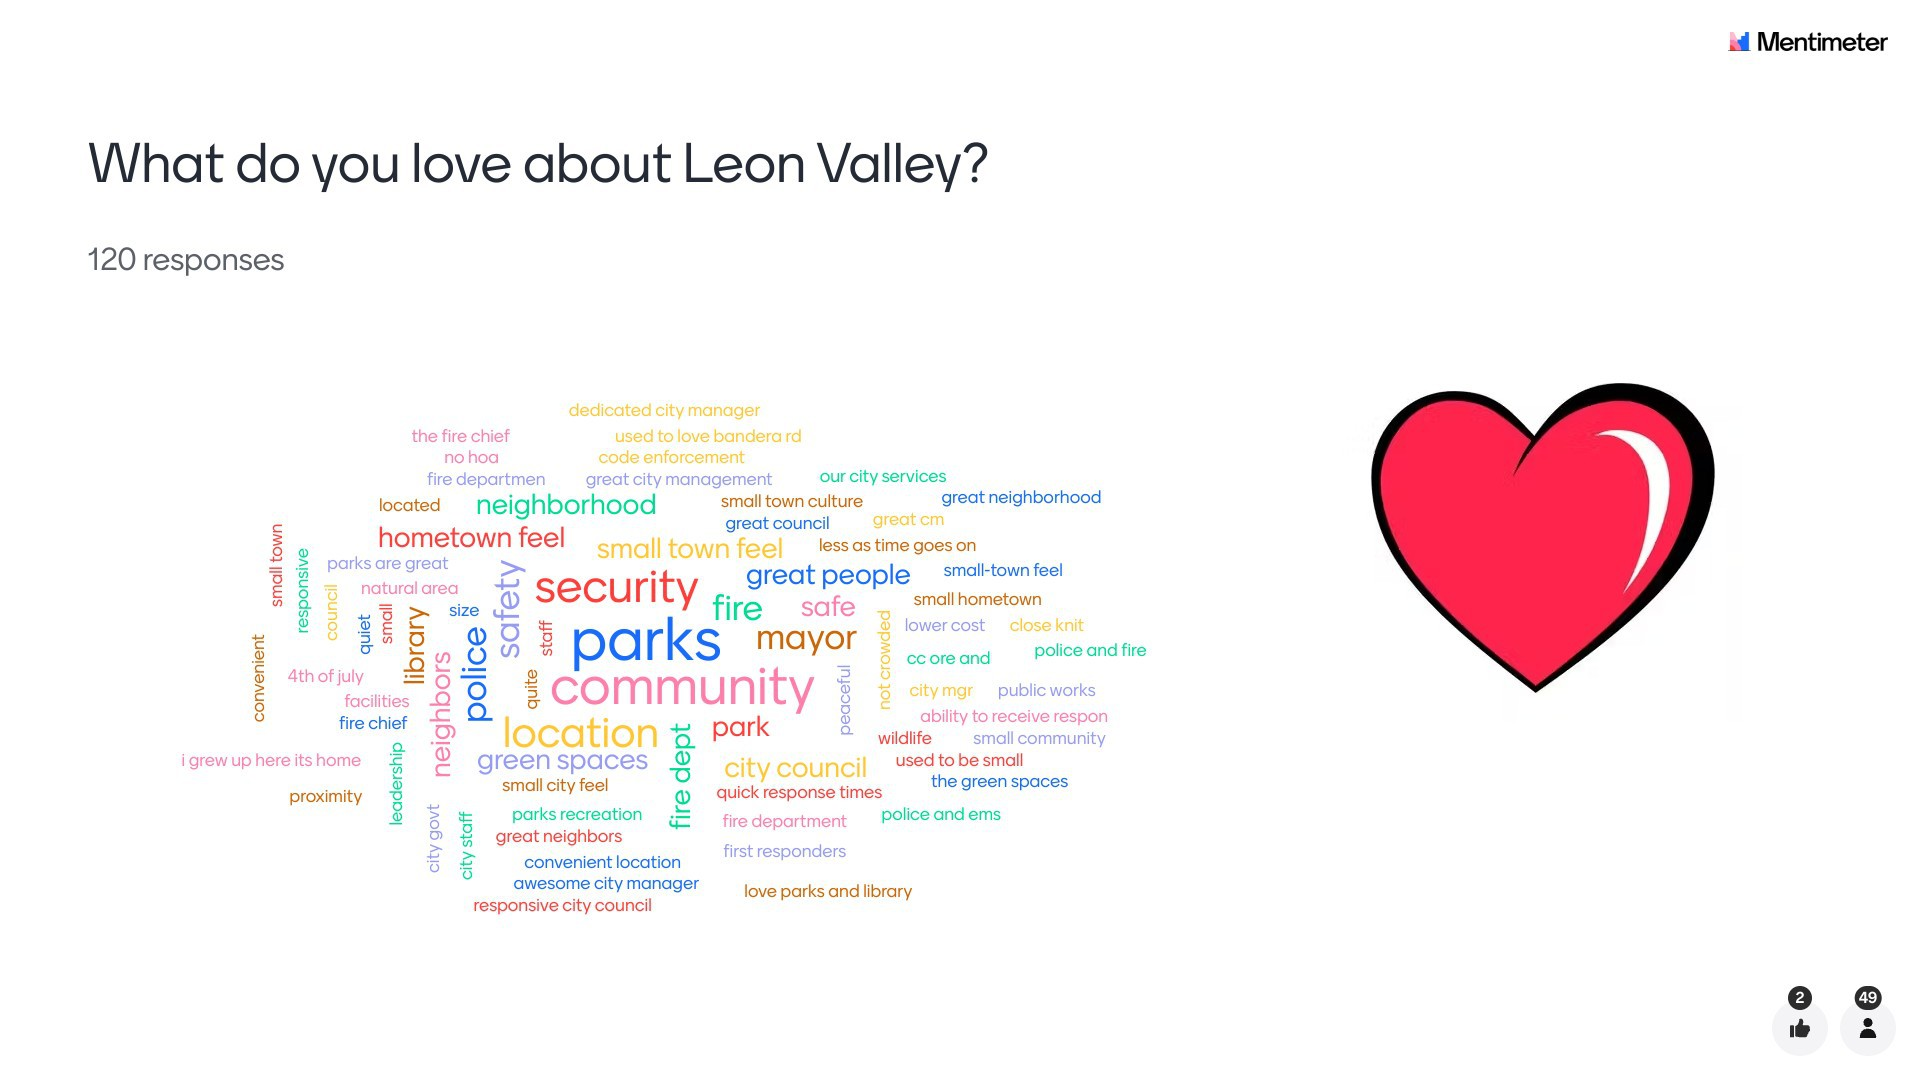 Mentimeter
What do you love about Leon Valley?
120 responses
dedicated city manager
the fire chief
used to love bandera rd
no hoa
code enforcement
fire departmen
great city management
our city services
located
neighborhood
small town culture
great neighborhood
great council
great cm
hometown feel
small town feel
less as time goes on
small town
responsive
parks are great
safety
security
great people
small-town feel
council
natural area
fire
safe
small hometown
quiet
small
library
size
staff
parks
mayor
not crowded
lower cost
close knit
police
cc ore and
police and fire
convenient
4th of july
neighbors
quite
community
peaceful
city mgr
public works
facilities
fire chief
location
fire dept
park
ability to receive respon
wildlife
small community
i grew up here its home
leadership
green spaces
city council
used to be small
the green spaces
proximity
small city feel
quick response times
city govt
city staff
parks recreation
fire department
police and ems
great neighbors
first responders
convenient location
awesome city manager
love parks and library
responsive city council
2
49